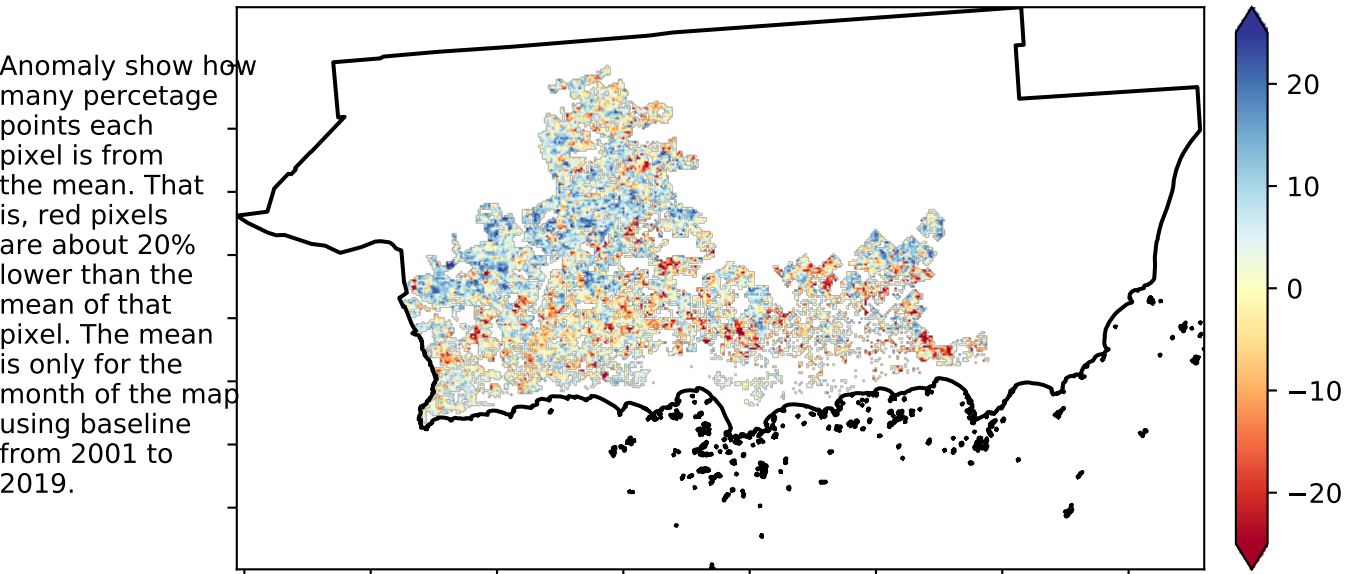 Anomaly show how
many percetage
points each
pixel is from
the mean. That
is, red pixels
are about 20%
lower than the
mean of that
pixel. The mean
is only for the
month of the map
using baseline
from 2001 to
2019.
20
10
0
−10
−20